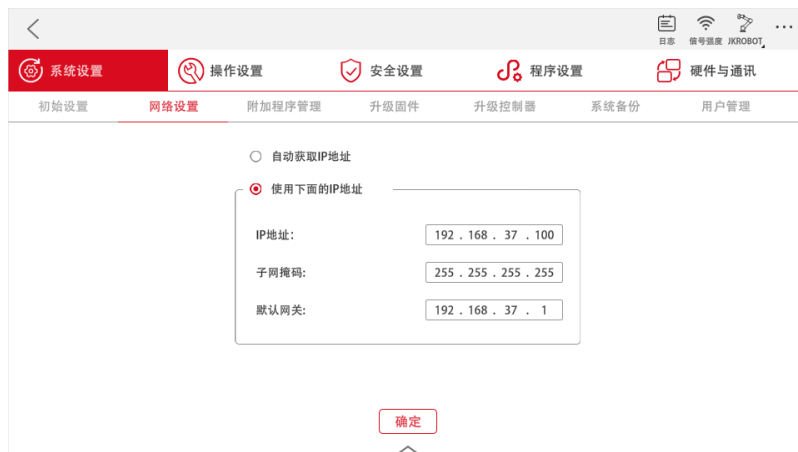 日志 信号强度 JKROBOT
系统设置 操作设置 安全设置 程序设置 硬件与通讯
初始设置 网络设置 附加程序管理 升级固件 升级控制器 系统备份 用户管理
自动获取IP地址
使用下面的IP地址
IP地址: 192 . 168 . 37 . 100
子网掩码: 255 . 255 . 255 . 255
默认网关: 192 . 168 . 37 . 1
确定